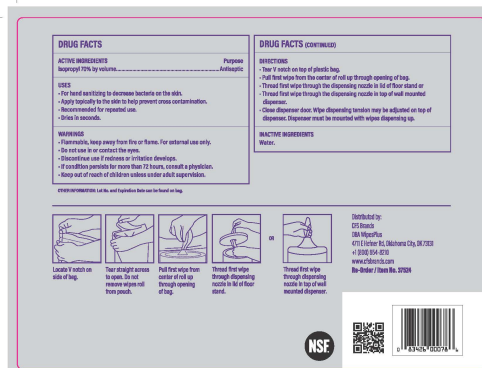 DRUG FACTS
ACTIVE INGREDIENTS Purpose
Isopropyl 70% by volume...Antiseptic
USES
• For hand sanitizing to decrease bacteria on the skin.
• Apply topically to the skin to help prevent cross contamination.
• Recommended for repeated use.
• Dries in seconds.
WARNINGS
• Flammable, keep away from fire or flame. For external use only.
• Do not use in or contact the eyes.
• Discontinue use if redness or irritation develops.
• If condition persists for more than 72 hours, consult a physician.
• Keep out of reach of children unless under adult supervision.
OTHER INFORMATION: Lot No. and Expiration Date can be found on bag.
DRUG FACTS (CONTINUED)
DIRECTIONS
• Tear V notch on top of plastic bag.
• Pull first wipe from the center of roll up through opening of bag.
• Thread first wipe through the dispensing nozzle in lid of floor stand or
• Thread first wipe through the dispensing nozzle in top of wall mounted
dispenser.
• Close dispenser door. Wipe dispensing tension may be adjusted on top of
dispenser. Dispenser must be mounted with wipes dispensing up.
INACTIVE INGREDIENTS
Water.
Locate V notch on
side of bag.
Tear straight across
to open. Do not
remove wipes roll
from pouch.
Pull first wipe from
center of roll up
through opening
of bag.
Thread first wipe
through dispensing
nozzle in lid of floor
stand.
OR
Thread first wipe
through dispensing
nozzle in top of wall
mounted dispenser.
Distributed by:
CFS Brands
DBA WipesPlus
4711 E Hefner Rd, Oklahoma City, OK 73131
www.cfsbrands.com
Re-Order / Item No. 37524
NSF.
0 63426 00078 4